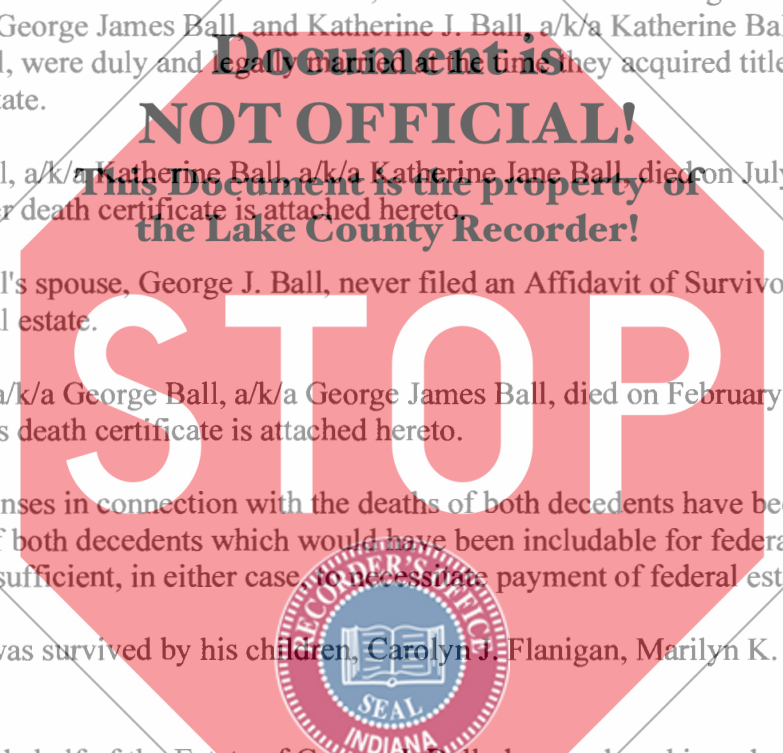 George James Ball, and Katherine J. Ball, a/k/a Katherine Ba
Document is
l, were duly and legally married at the time they acquired title
tate.
NOT OFFICIAL!
l, a/k/a Katherine Ball, a/k/a Katherine Jane Ball, died on July
This Document is the property of
r death certificate is attached hereto.
the Lake County Recorder!
l's spouse, George J. Ball, never filed an Affidavit of Survivo
l estate.
STOP
a/k/a George Ball, a/k/a George James Ball, died on February
s death certificate is attached hereto.
nses in connection with the deaths of both decedents have be
f both decedents which would have been includable for federa
sufficient, in either case, to necessitate payment of federal est
RECORDER'S OFFICE
was survived by his children, Carolyn J. Flanigan, Marilyn K.
SEAL
INDIANA